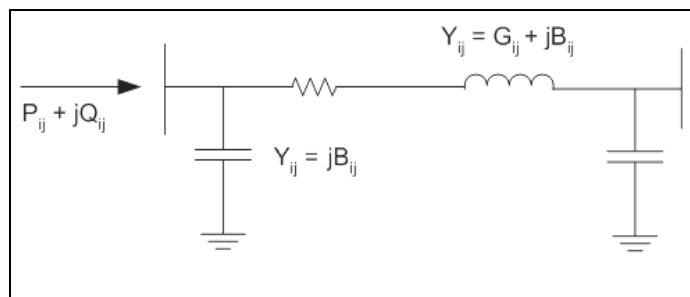 Y_ij = G_ij + jB_ij
P_ij + jQ_ij
Y_ij = jB_ij